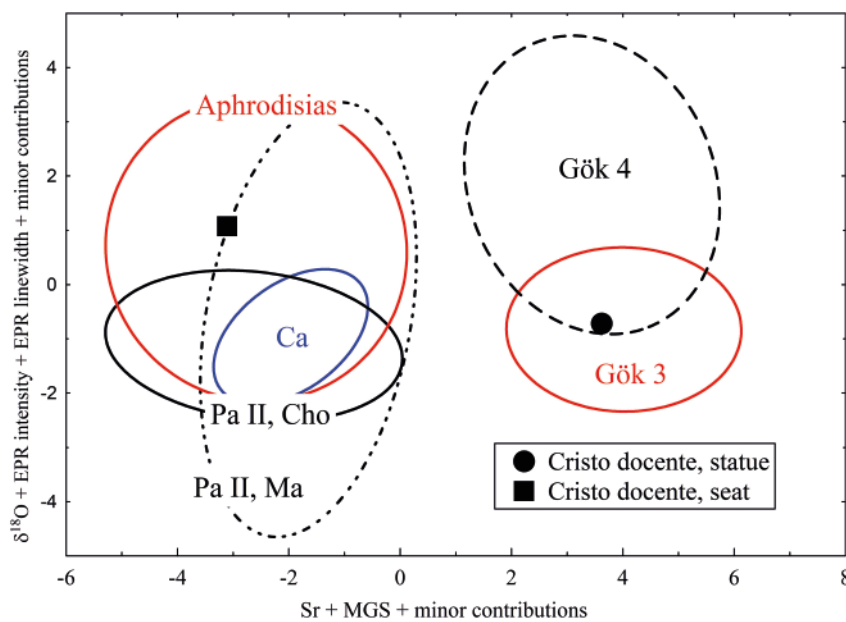 δ¹⁸O + EPR intensity + EPR linewidth + minor contributions
4
2
0
-2
-4
Aphrodisias
Gök 4
Ca
Gök 3
Pa II, Cho
Pa II, Ma
Cristo docente, statue
Cristo docente, seat
-6 -4 -2 0 2 4 6 8
Sr + MGS + minor contributions